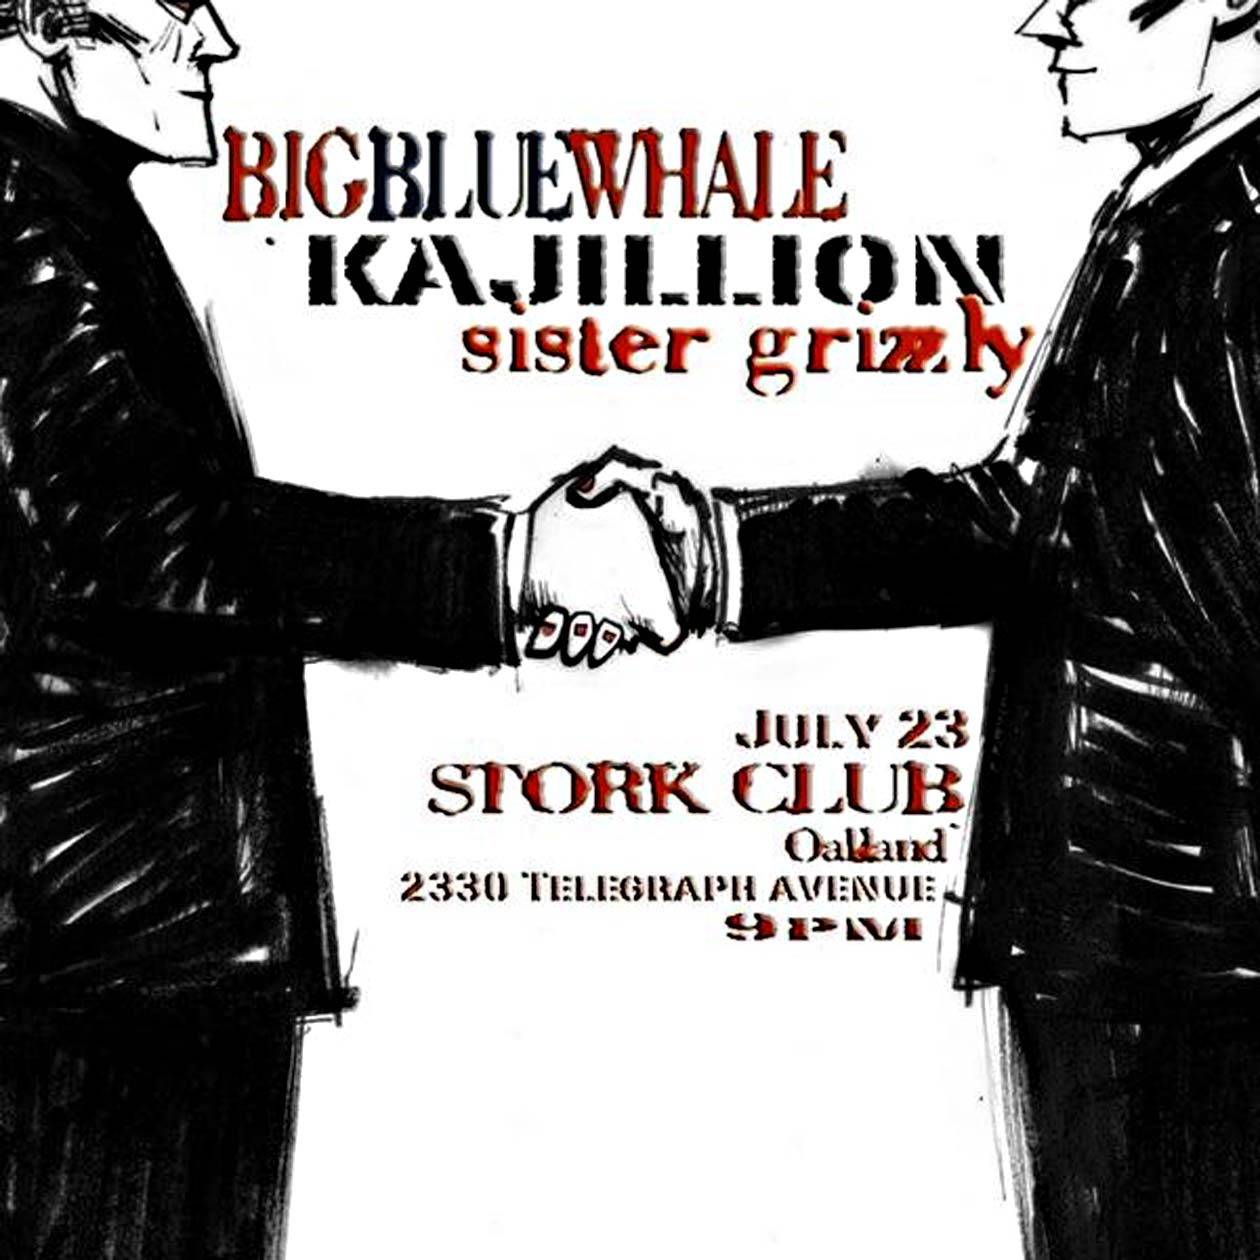 BIGBLUEWHALE
KAJILLION
sister grizzly
JULY 23
STORK CLUB
Oakland
2330 TELEGRAPH AVENUE
9PM